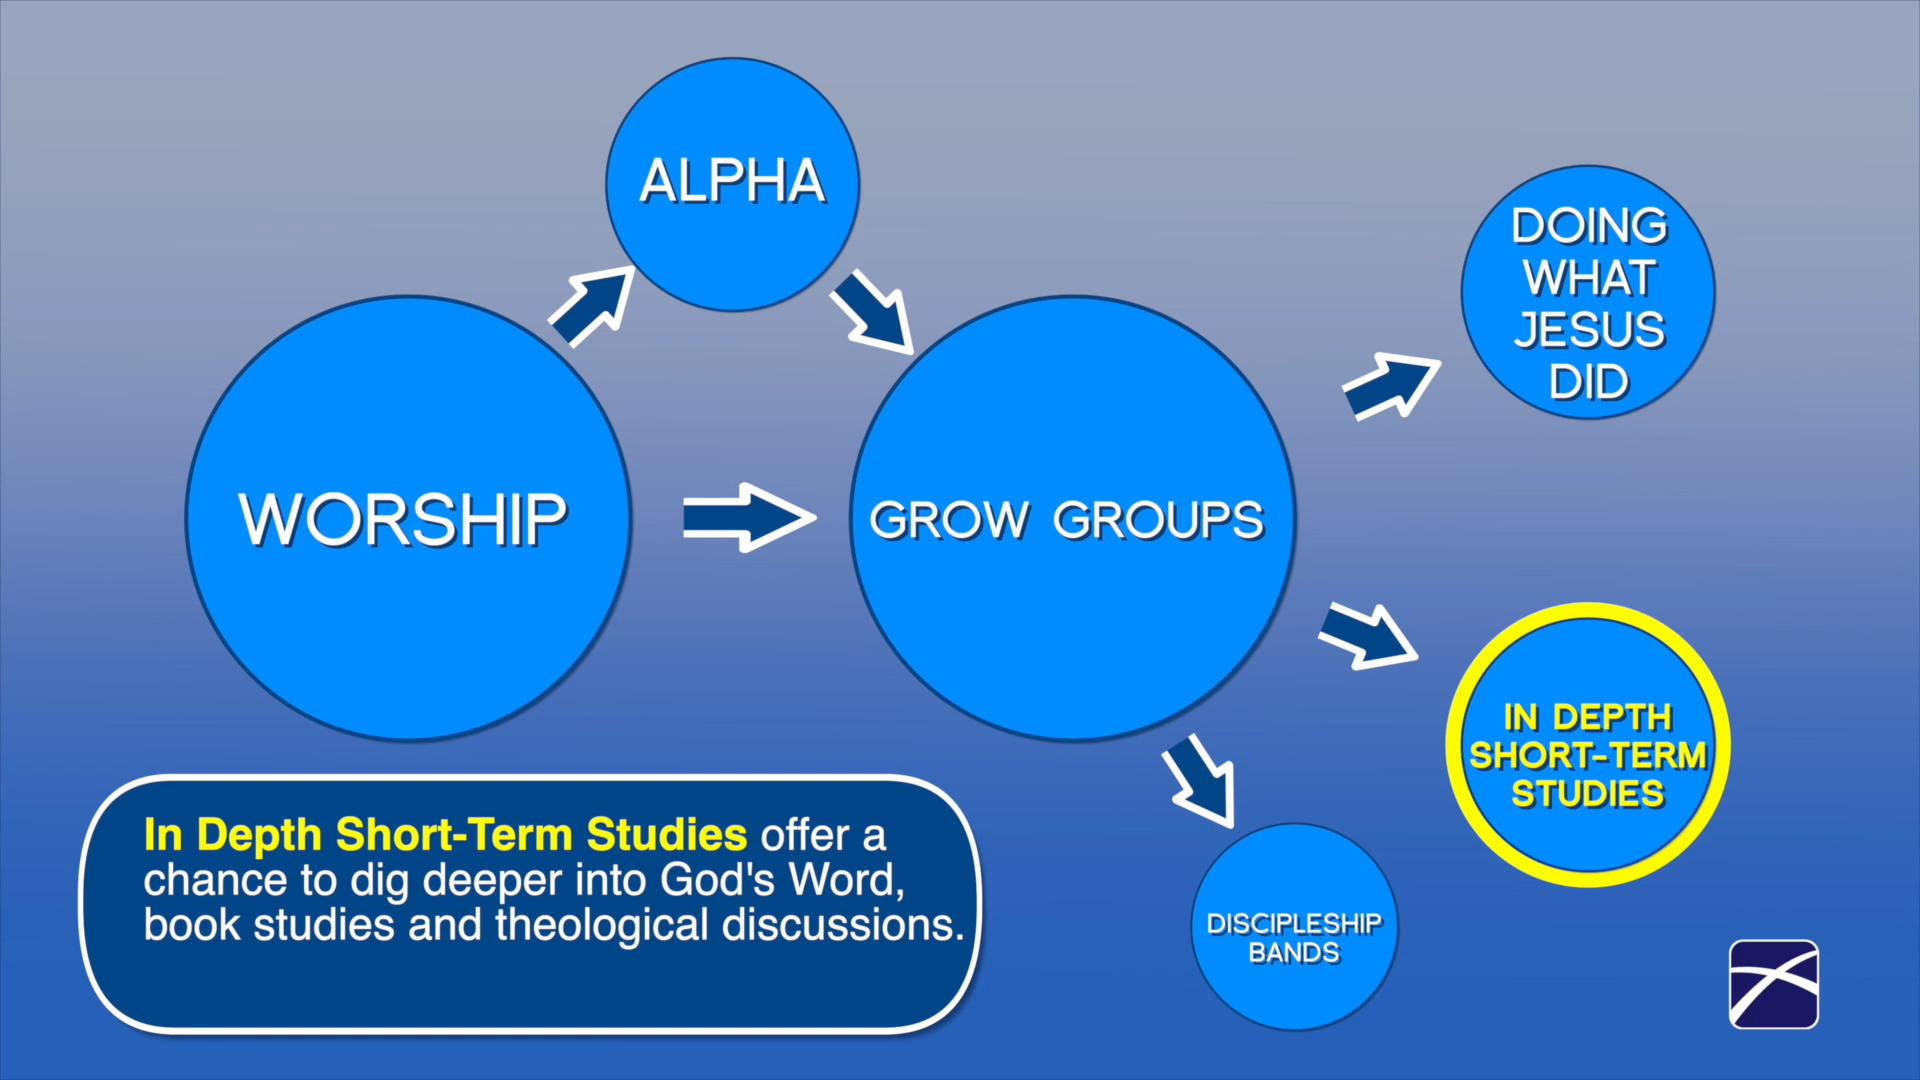 ALPHA
DOING
WHAT
JESUS
DID
WORSHIP
GROW GROUPS
IN DEPTH
SHORT-TERM
STUDIES
In Depth Short-Term Studies offer a
chance to dig deeper into God's Word,
book studies and theological discussions.
DISCIPLESHIP
BANDS